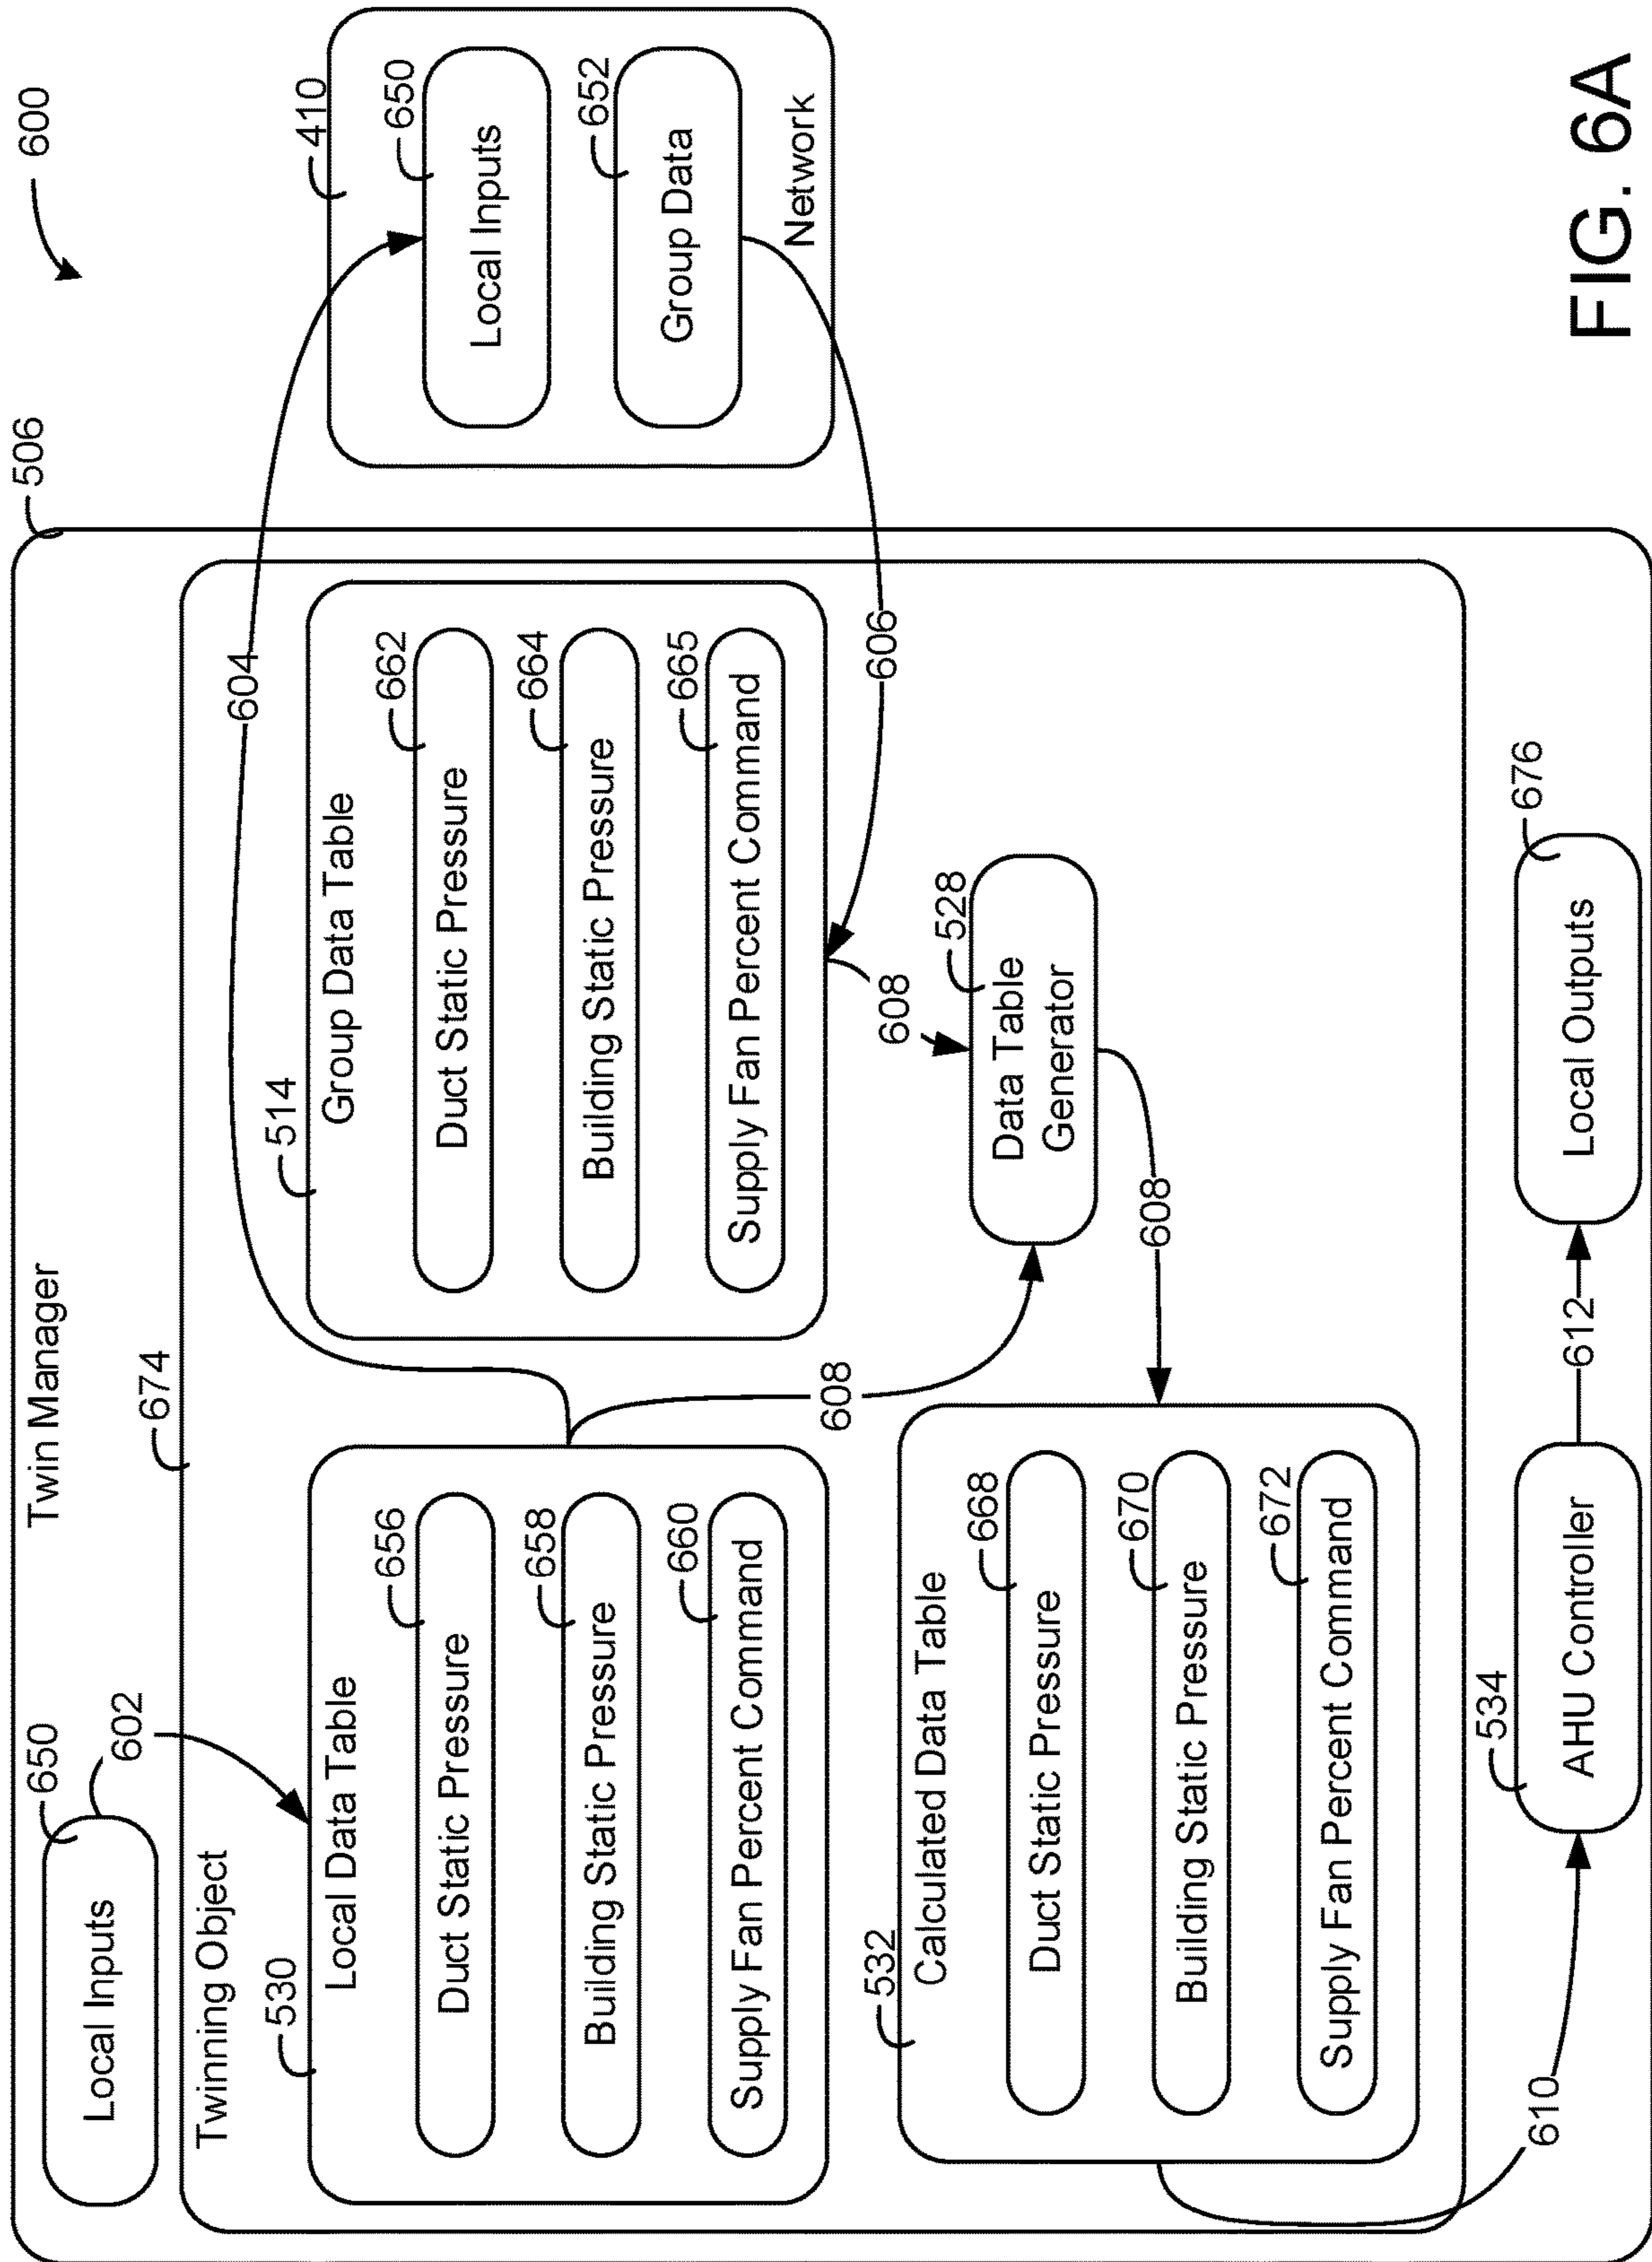 600
506
Twin Manager
650
Local Inputs
602
674
Twinning Object
604
530
Local Data Table
656
Duct Static Pressure
658
Building Static Pressure
660
Supply Fan Percent Command
514
Group Data Table
662
Duct Static Pressure
664
Building Static Pressure
665
Supply Fan Percent Command
410
650
Local Inputs
652
Group Data
Network
606
608
608
528
Data Table
Generator
608
532
Calculated Data Table
668
Duct Static Pressure
670
Building Static Pressure
672
Supply Fan Percent Command
610
534
AHU Controller
612
676
Local Outputs
FIG. 6A